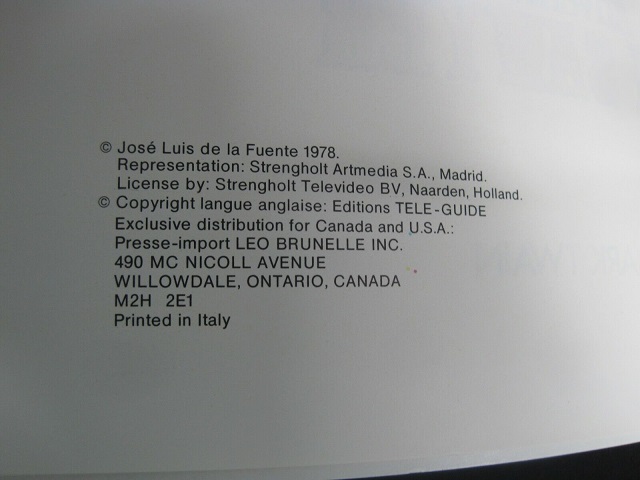 © José Luis de la Fuente 1978.
Representation: Strengholt Artmedia S.A., Madrid.
License by: Strengholt Televideo BV, Naarden, Holland.
© Copyright langue anglaise: Editions TELE-GUIDE
Exclusive distribution for Canada and U.S.A.:
Presse-import LEO BRUNELLE INC.
490 MC NICOLL AVENUE
WILLOWDALE, ONTARIO, CANADA
M2H 2E1
Printed in Italy